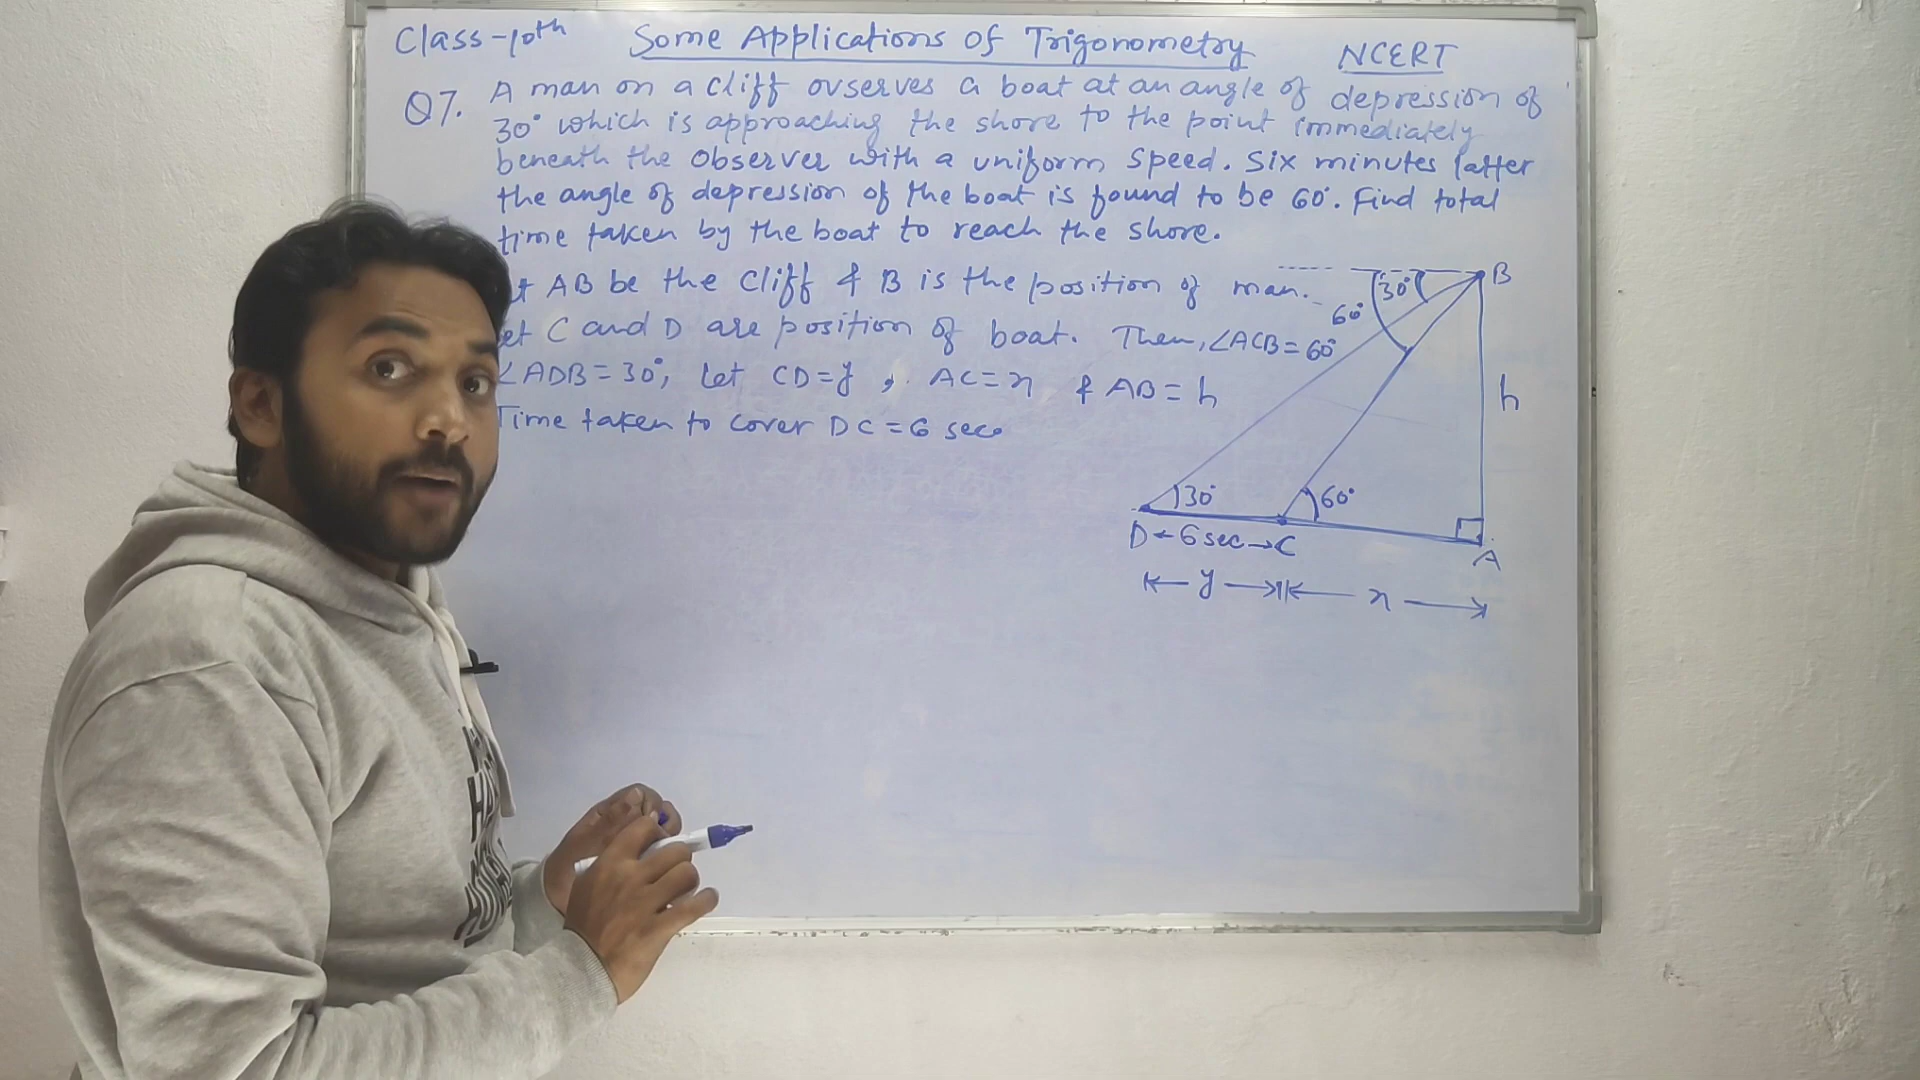 Class-10th Some Applications of Trigonometry NCERT
Q7. A man on a cliff ovserves a boat at an angle of depression of
30° which is approaching the shore to the point immediately
beneath the observer with a uniform speed. Six minutes latter
the angle of depression of the boat is found to be 60°. Find total
time taken by the boat to reach the shore.
AB be the cliff & B is the position of man.
C and D are position of boat. Then, ∠ACB=60°
∠ADB=30°, Let CD=y, AC=x & AB=h
Time taken to cover DC=6 sec
B
30°
60°
h
30° 60°
D ← 6 sec → C
A
y x